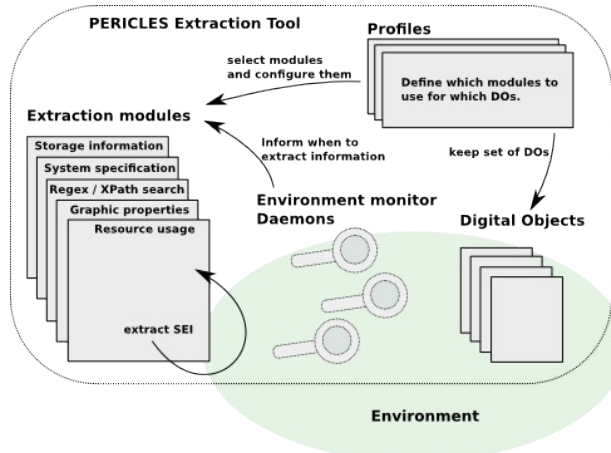 PERICLES Extraction Tool
Profiles
select modules
and configure them
Define which modules to
use for which DOs.
Extraction modules
Storage information
System specification
Regex / XPath search
Graphic properties
Resource usage
extract SEI
Inform when to
extract information
keep set of DOs
Environment monitor
Daemons
Digital Objects
Environment